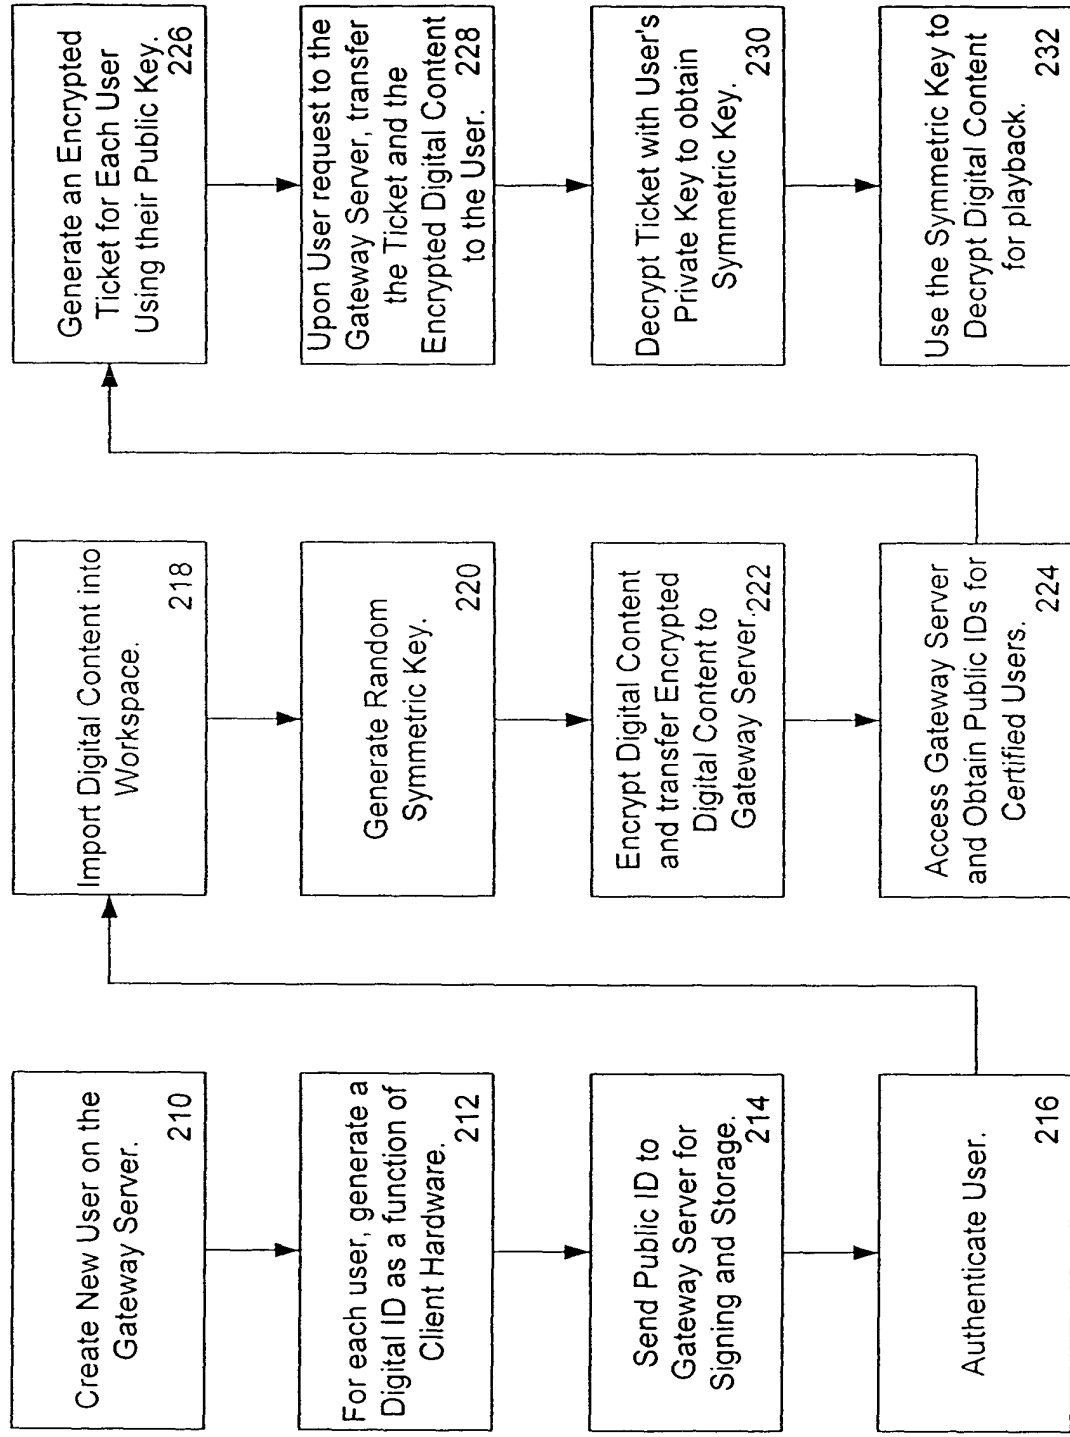 Create New User on the
Gateway Server.
210
For each user, generate a
Digital ID as a function of
Client Hardware.
212
Send Public ID to
Gateway Server for
Signing and Storage.
214
Authenticate User.
216
Import Digital Content into
Workspace.
218
Generate Random
Symmetric Key.
220
Encrypt Digital Content
and transfer Encrypted
Digital Content to
Gateway Server.
222
Access Gateway Server
and Obtain Public IDs for
Certified Users.
224
Generate an Encrypted
Ticket for Each User
Using their Public Key.
226
Upon User request to the
Gateway Server, transfer
the Ticket and the
Encrypted Digital Content
to the User.
228
Decrypt Ticket with User's
Private Key to obtain
Symmetric Key.
230
Use the Symmetric Key to
Decrypt Digital Content
for playback.
232